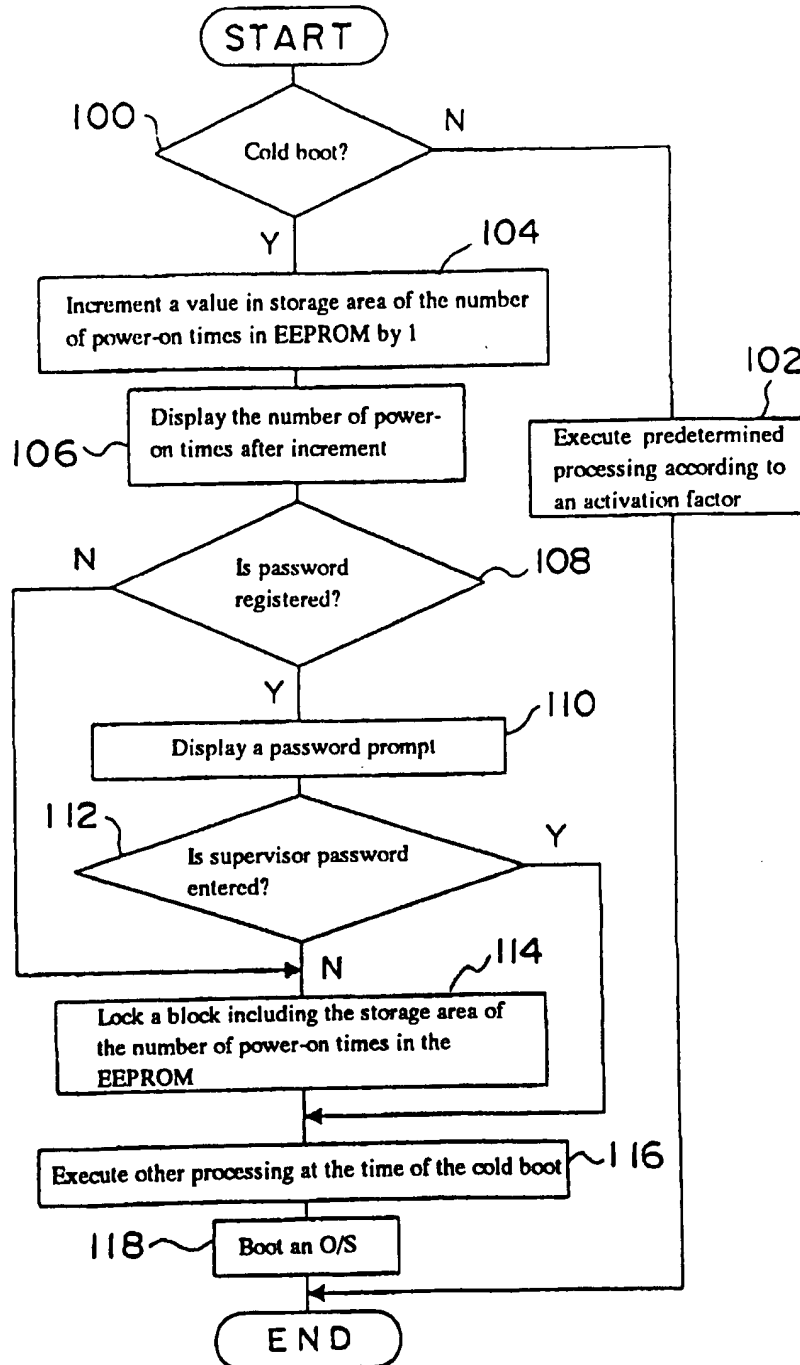 START
100
Cold boot?
N
Y
104
Increment a value in storage area of the number
of power-on times in EEPROM by 1
102
106
Display the number of power-
on times after increment
Execute predetermined
processing according to
an activation factor
N
Is password
registered?
108
Y
110
Display a password prompt
112
Is supervisor password
entered?
Y
N
114
Lock a block including the storage area of
the number of power-on times in the
EEPROM
Execute other processing at the time of the cold boot
116
118
Boot an O/S
END